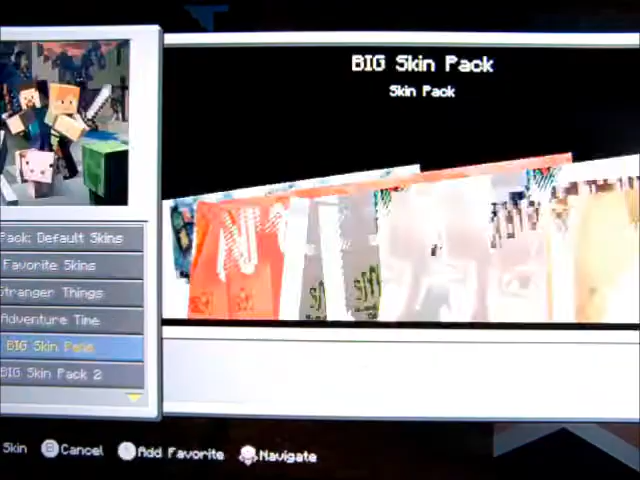 BIG Skin Pack
Skin Pack
Pack: Default Skins
Favorite Skins
Stranger Things
Adventure Time
BIG Skin Pack
BIG Skin Pack 2
Skin B Cancel Add Favorite Navigate